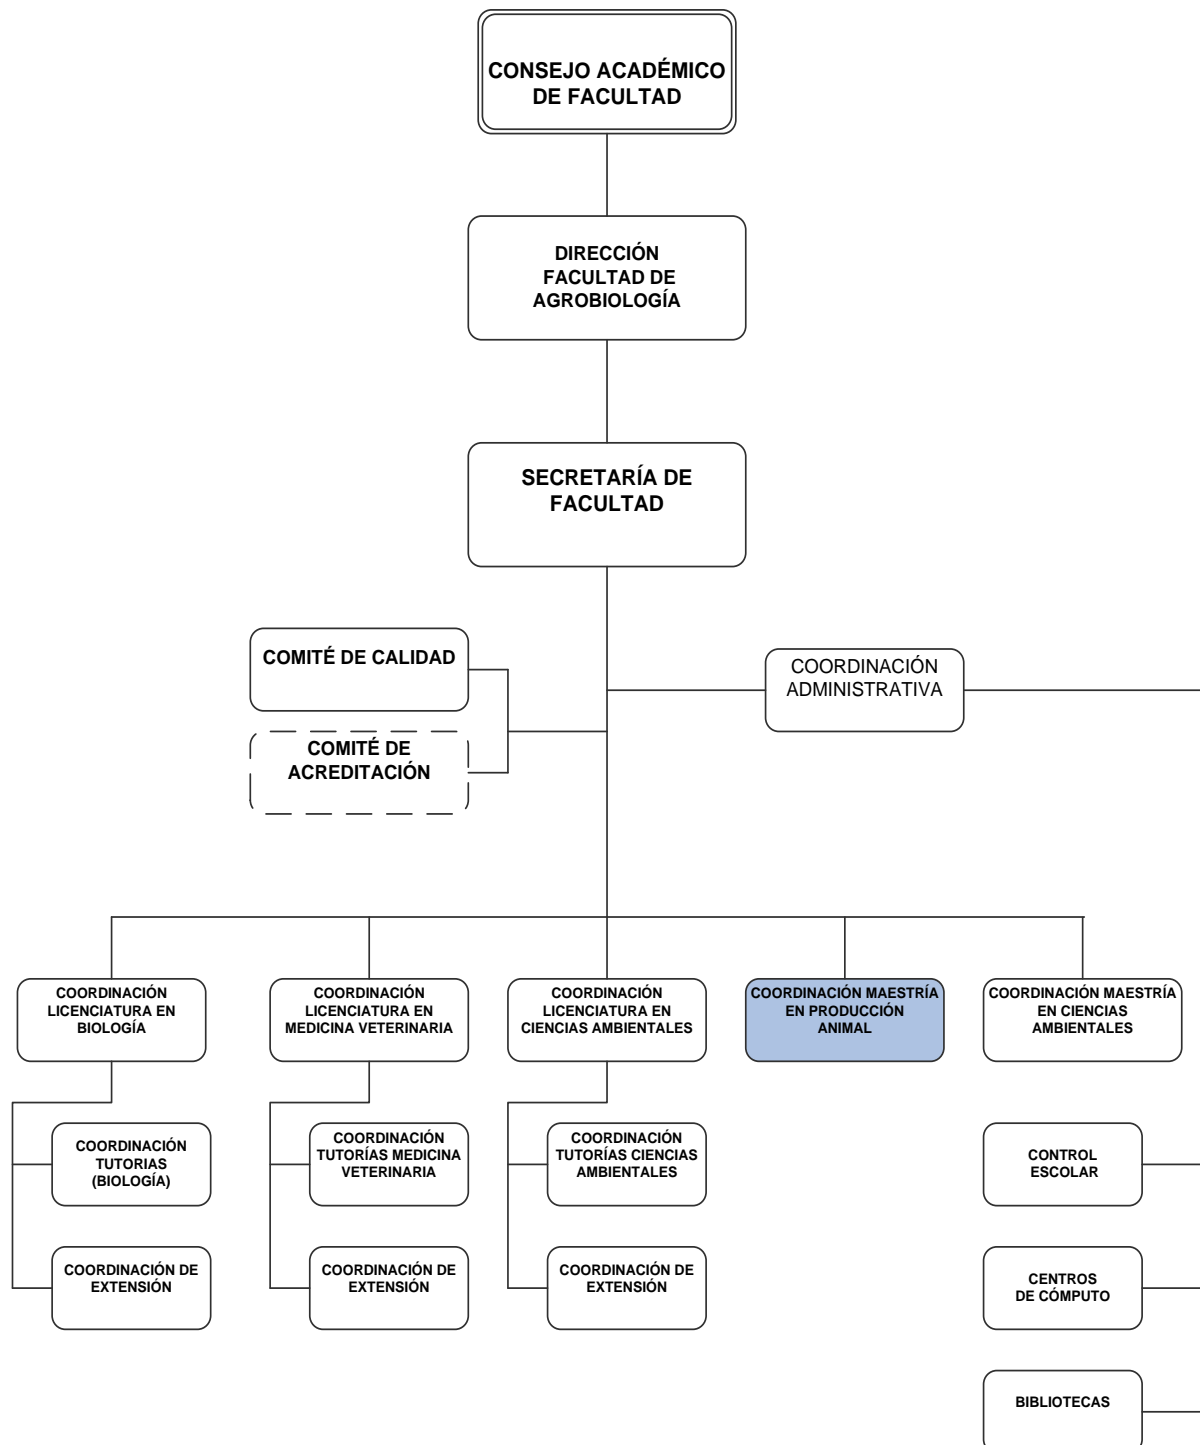 CONSEJO ACADÉMICO
DE FACULTAD
DIRECCIÓN
FACULTAD DE
AGROBIOLOGÍA
SECRETARÍA DE
FACULTAD
COMITÉ DE CALIDAD
COMITÉ DE
ACREDITACIÓN
COORDINACIÓN
ADMINISTRATIVA
COORDINACIÓN
LICENCIATURA EN
BIOLOGÍA
COORDINACIÓN
LICENCIATURA EN
MEDICINA VETERINARIA
COORDINACIÓN
LICENCIATURA EN
CIENCIAS AMBIENTALES
COORDINACIÓN MAESTRÍA
EN PRODUCCIÓN
ANIMAL
COORDINACIÓN MAESTRÍA
EN CIENCIAS
AMBIENTALES
COORDINACIÓN
TUTORIAS
(BIOLOGÍA)
COORDINACIÓN
TUTORÍAS MEDICINA
VETERINARIA
COORDINACIÓN
TUTORÍAS CIENCIAS
AMBIENTALES
CONTROL
ESCOLAR
COORDINACIÓN DE
EXTENSIÓN
COORDINACIÓN DE
EXTENSIÓN
COORDINACIÓN DE
EXTENSIÓN
CENTROS
DE CÓMPUTO
BIBLIOTECAS